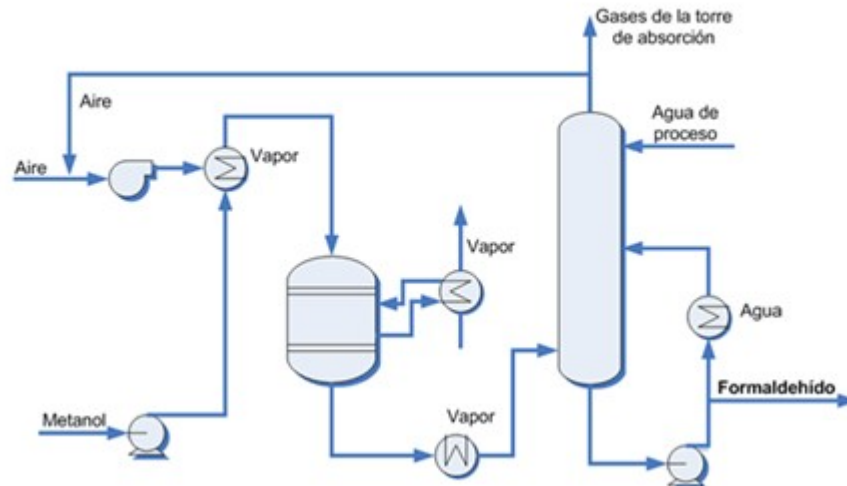 Gases de la torre
de absorción
Aire
Agua de
proceso
Aire
Vapor
Vapor
Agua
Formaldehído
Metanol
Vapor